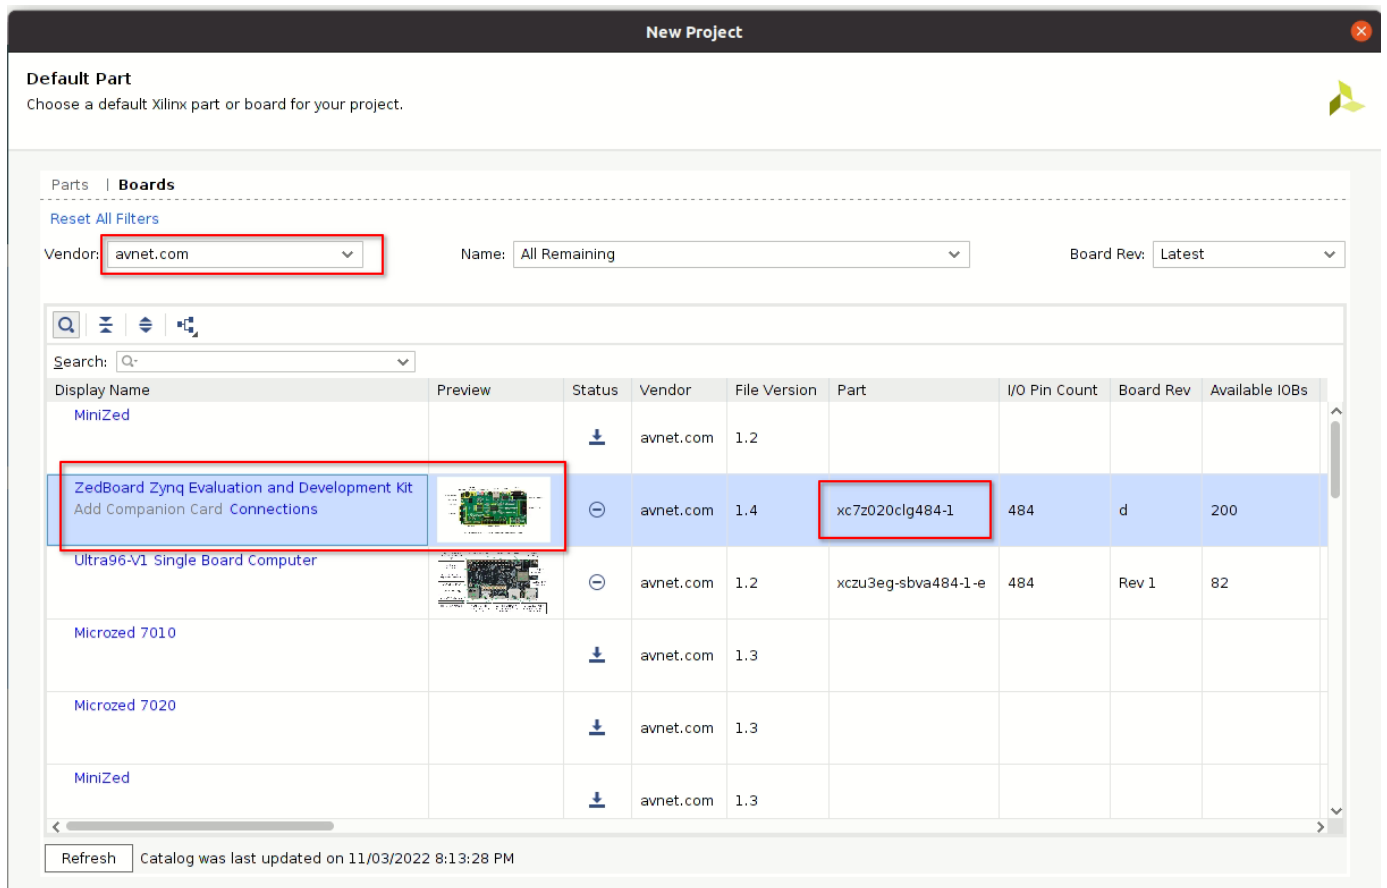 New Project
Default Part
Choose a default Xilinx part or board for your project.
Parts | Boards
Reset All Filters
Vendor: avnet.com Name: All Remaining Board Rev: Latest
Search: Q-
Display Name Preview Status Vendor File Version Part I/O Pin Count Board Rev Available IOBs
MiniZed
avnet.com 1.2
ZedBoard Zynq Evaluation and Development Kit
Add Companion Card Connections
avnet.com 1.4 xc7z020clg484-1 484 d 200
Ultra96-V1 Single Board Computer
avnet.com 1.2 xczu3eg-sbva484-1-e 484 Rev 1 82
Microzed 7010
avnet.com 1.3
Microzed 7020
avnet.com 1.3
MiniZed
avnet.com 1.3
Refresh Catalog was last updated on 11/03/2022 8:13:28 PM